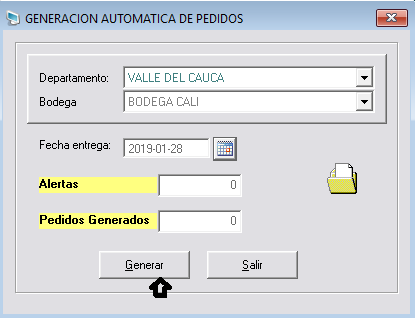 GENERACION AUTOMATICA DE PEDIDOS
Departamento: VALLE DEL CAUCA
Bodega BODEGA CALI
Fecha entrega: 2019-01-28
Alertas 0
Pedidos Generados 0
Generar Salir